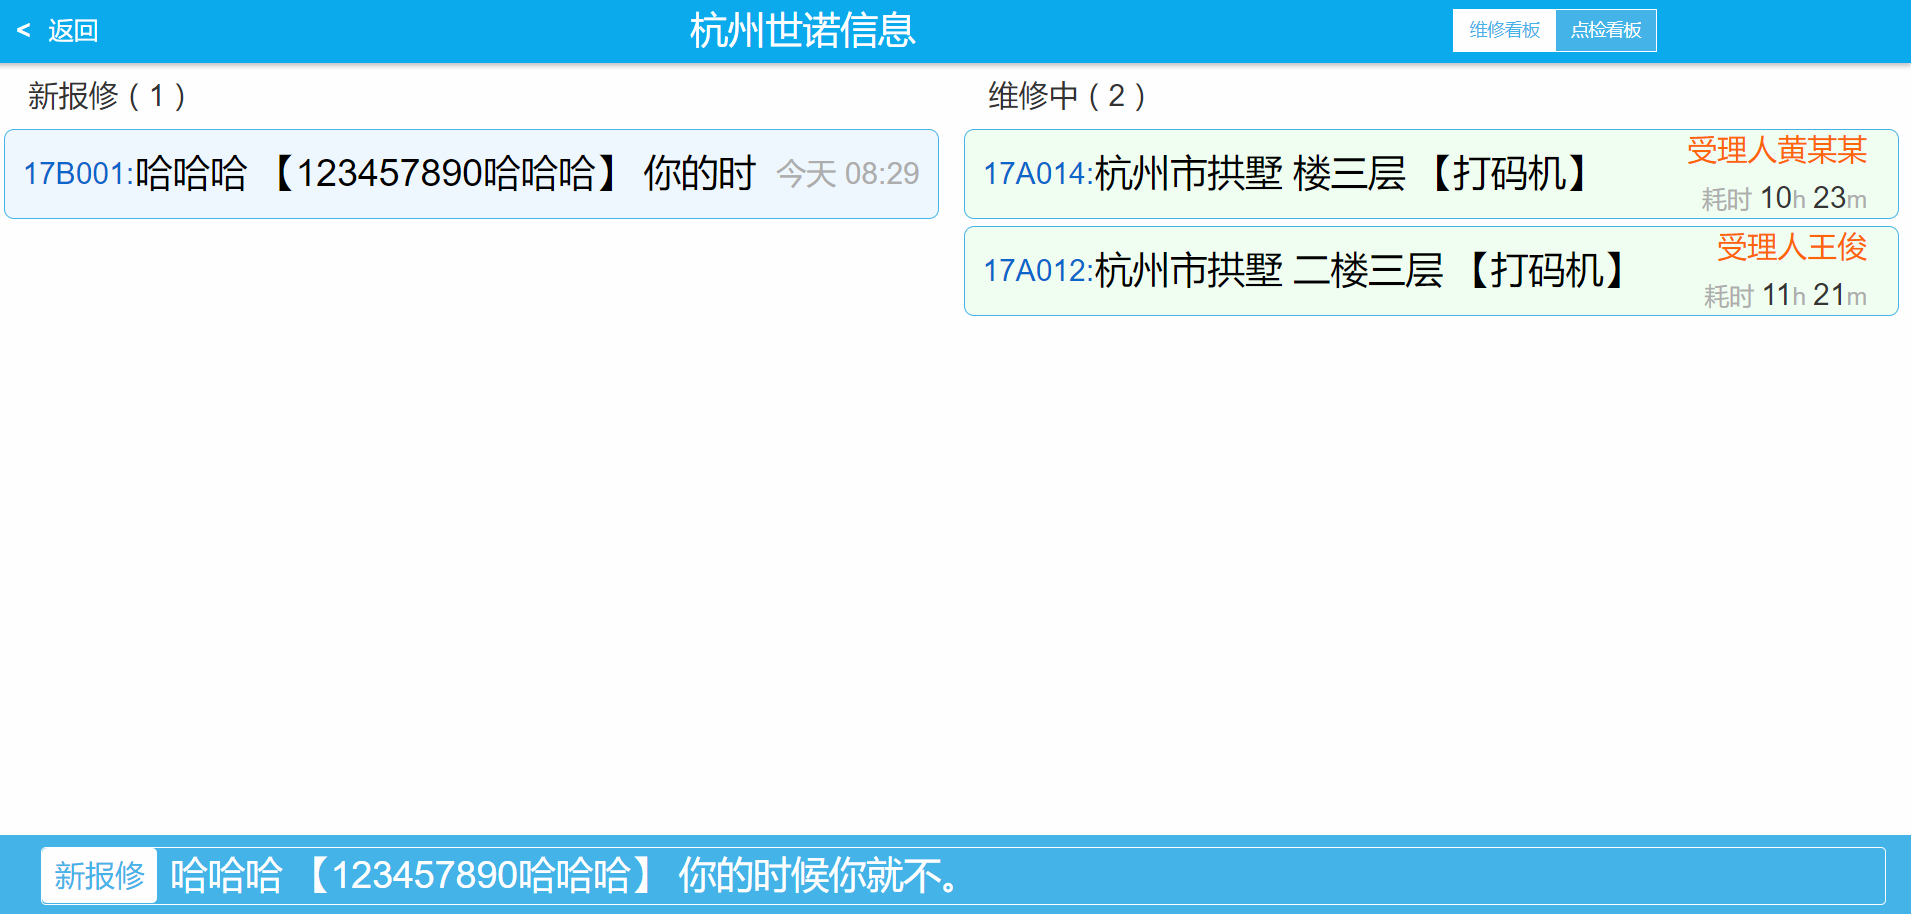 < 返回
杭州世诺信息
维修看板 点检看板
新报修（1）
17B001:哈哈哈 【123457890哈哈哈】 你的时 今天 08:29
维修中（2）
17A014:杭州市拱墅 楼三层 【打码机】
受理人黄某某
耗时 10h 23m
17A012:杭州市拱墅 二楼三层 【打码机】
受理人王俊
耗时 11h 21m
新报修 哈哈哈 【123457890哈哈哈】 你的时候你就不。